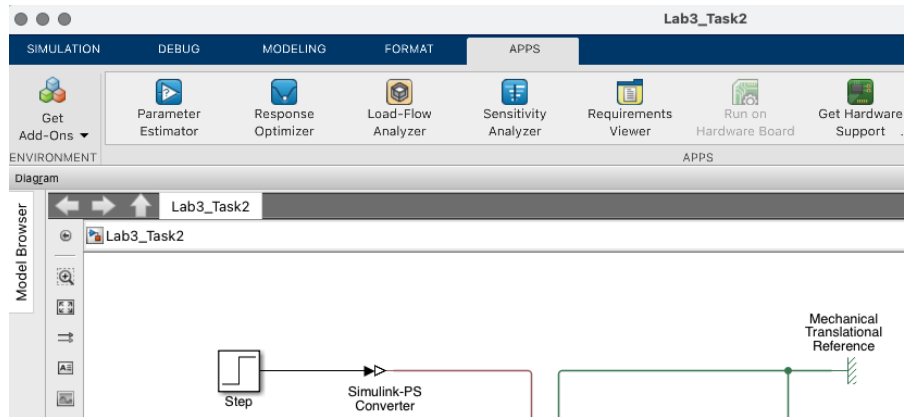 Lab3_Task2
SIMULATION DEBUG MODELING FORMAT APPS
Get
Add-Ons
Parameter
Estimator
Response
Optimizer
Load-Flow
Analyzer
Sensitivity
Analyzer
Requirements
Viewer
Run on
Hardware Board
Get Hardware
Support
ENVIRONMENT APPS
Diagram
Model Browser
Lab3_Task2
Lab3_Task2
Mechanical
Translational
Reference
Step
Simulink-PS
Converter